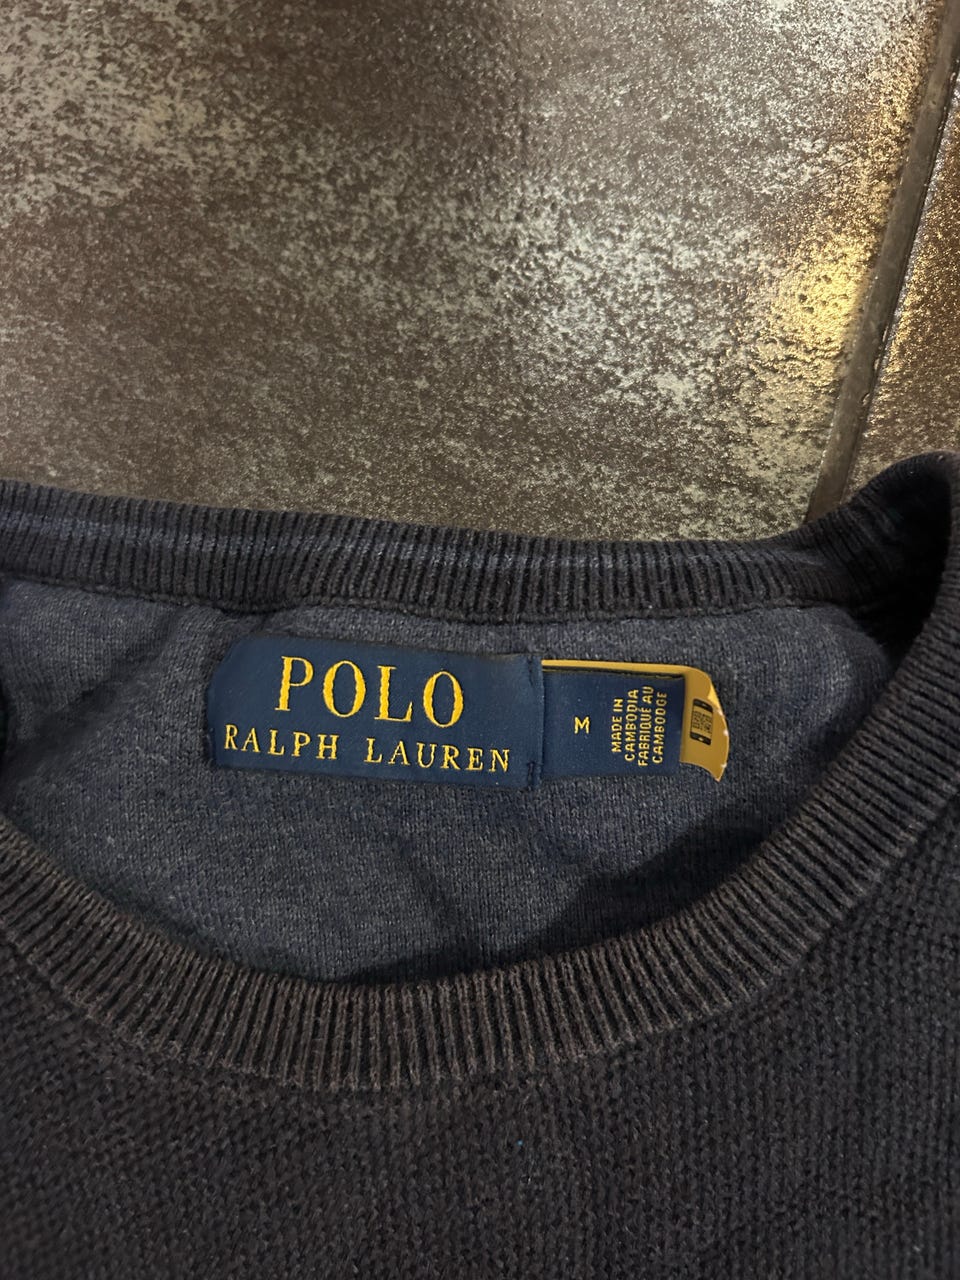 POLO
RALPH LAUREN
M
MADE IN
CAMBODIA
FABRIQUÉ AU
CAMBODGE